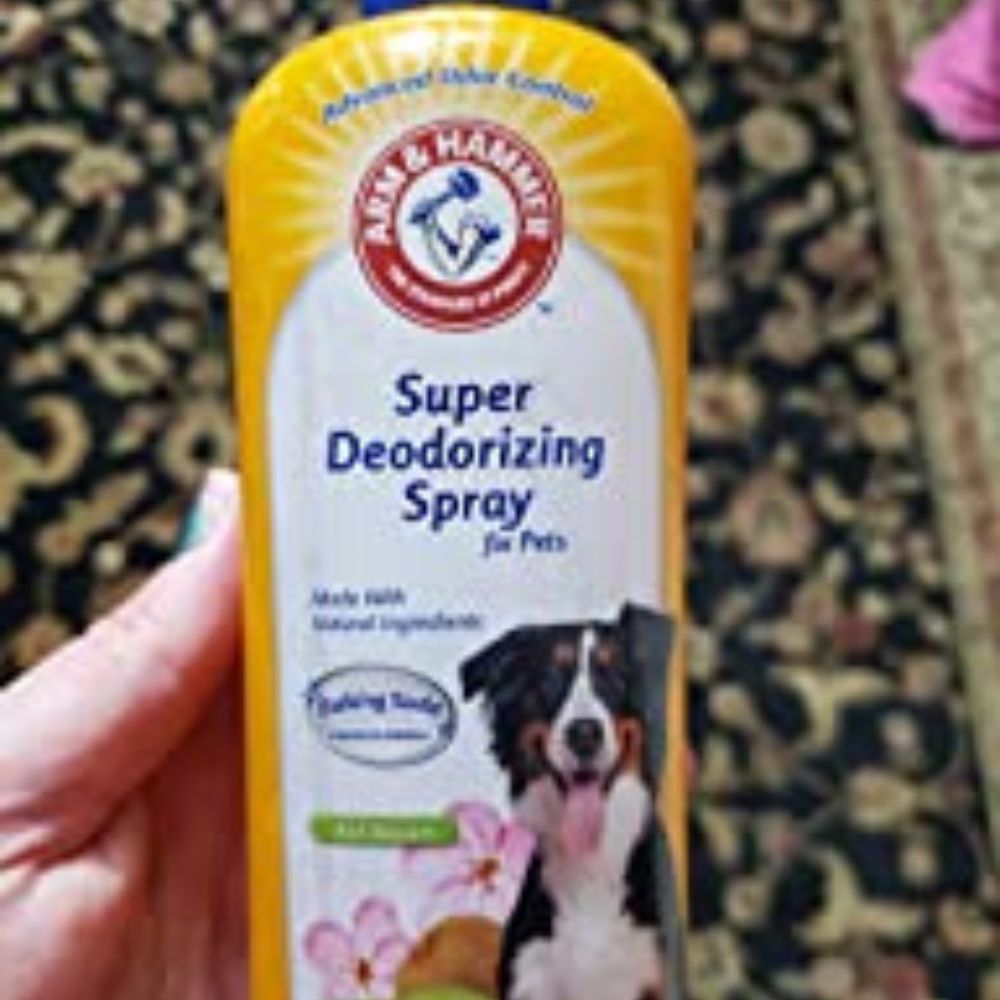 Advanced Odor Control
ARM & HAMMER
Super
Deodorizing
Spray
for Pets
Made With
Natural Ingredients
Baking Soda